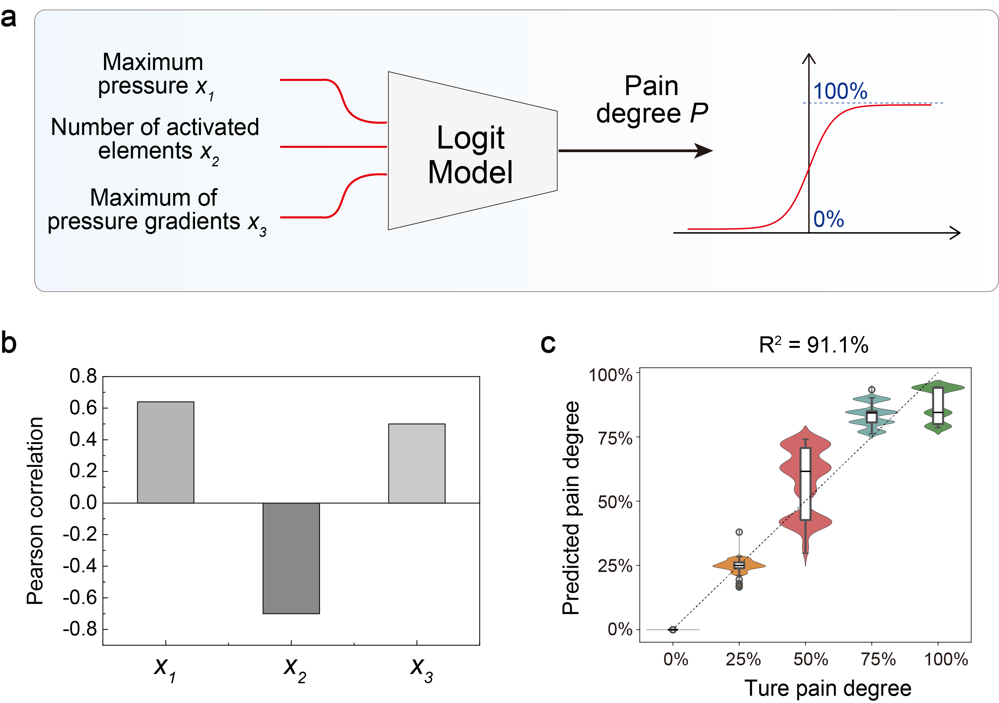 a
Maximum
pressure x1
Number of activated
elements x2
Maximum of
pressure gradients x3
Logit
Model
Pain
degree P
100%
0%
b
Pearson correlation
0.8
0.6
0.4
0.2
0.0
-0.2
-0.4
-0.6
-0.8
x1
x2
x3
c
R² = 91.1%
Predicted pain degree
100%
75%
50%
25%
0%
0%
25%
50%
75%
100%
Ture pain degree